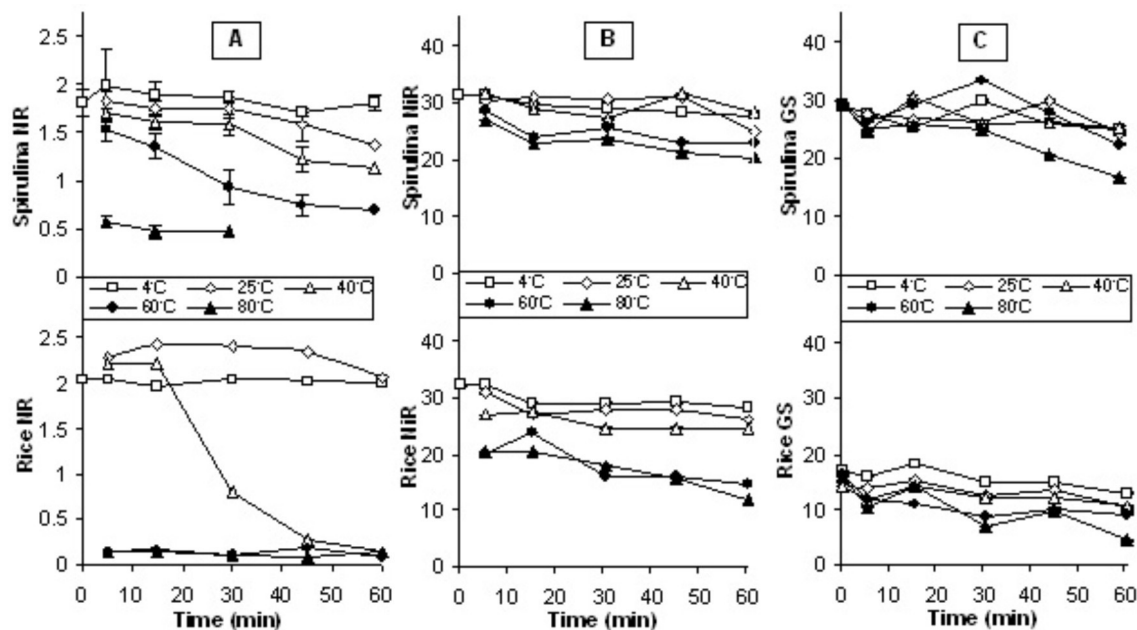 A
Spirulina NR
2.5
2
1.5
1
0.5
0
4°C 25°C 40°C
60°C 80°C
Rice NR
2.5
2
1.5
1
0.5
0
0 10 20 30 40 50 60
Time (min)
B
Spirulina NiR
40
30
20
10
0
4°C 25°C 40°C
60°C 80°C
Rice NiR
40
30
20
10
0
0 10 20 30 40 50 60
Time (min)
C
Spirulina GS
40
30
20
10
0
4°C 25°C 40°C
60°C 80°C
Rice GS
40
30
20
10
0
0 10 20 30 40 50 60
Time (min)